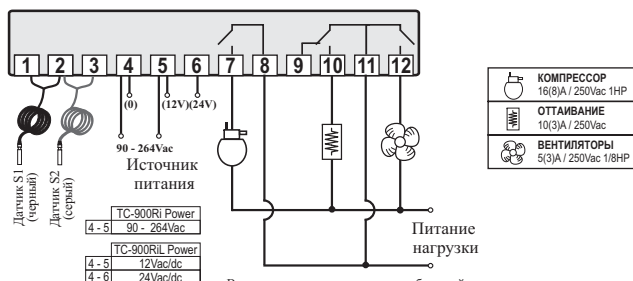 1 2 3 4 5 6 7 8 9 10 11 12
(0) (12V) (24V)
90 - 264Vac
Источник
питания
Датчик S1
(черный)
Датчик S2
(серый)
КОМПРЕССОР
16(8)A / 250Vac 1HP
ОТТАИВАНИЕ
10(3)A / 250Vac
ВЕНТИЛЯТОРЫ
5(3)A / 250Vac 1/8HP
Питание
нагрузки
TC-900Ri Power
4 - 5 90 - 264Vac
TC-900RiL Power
4 - 5 12Vac/dc
4 - 6 24Vac/dc